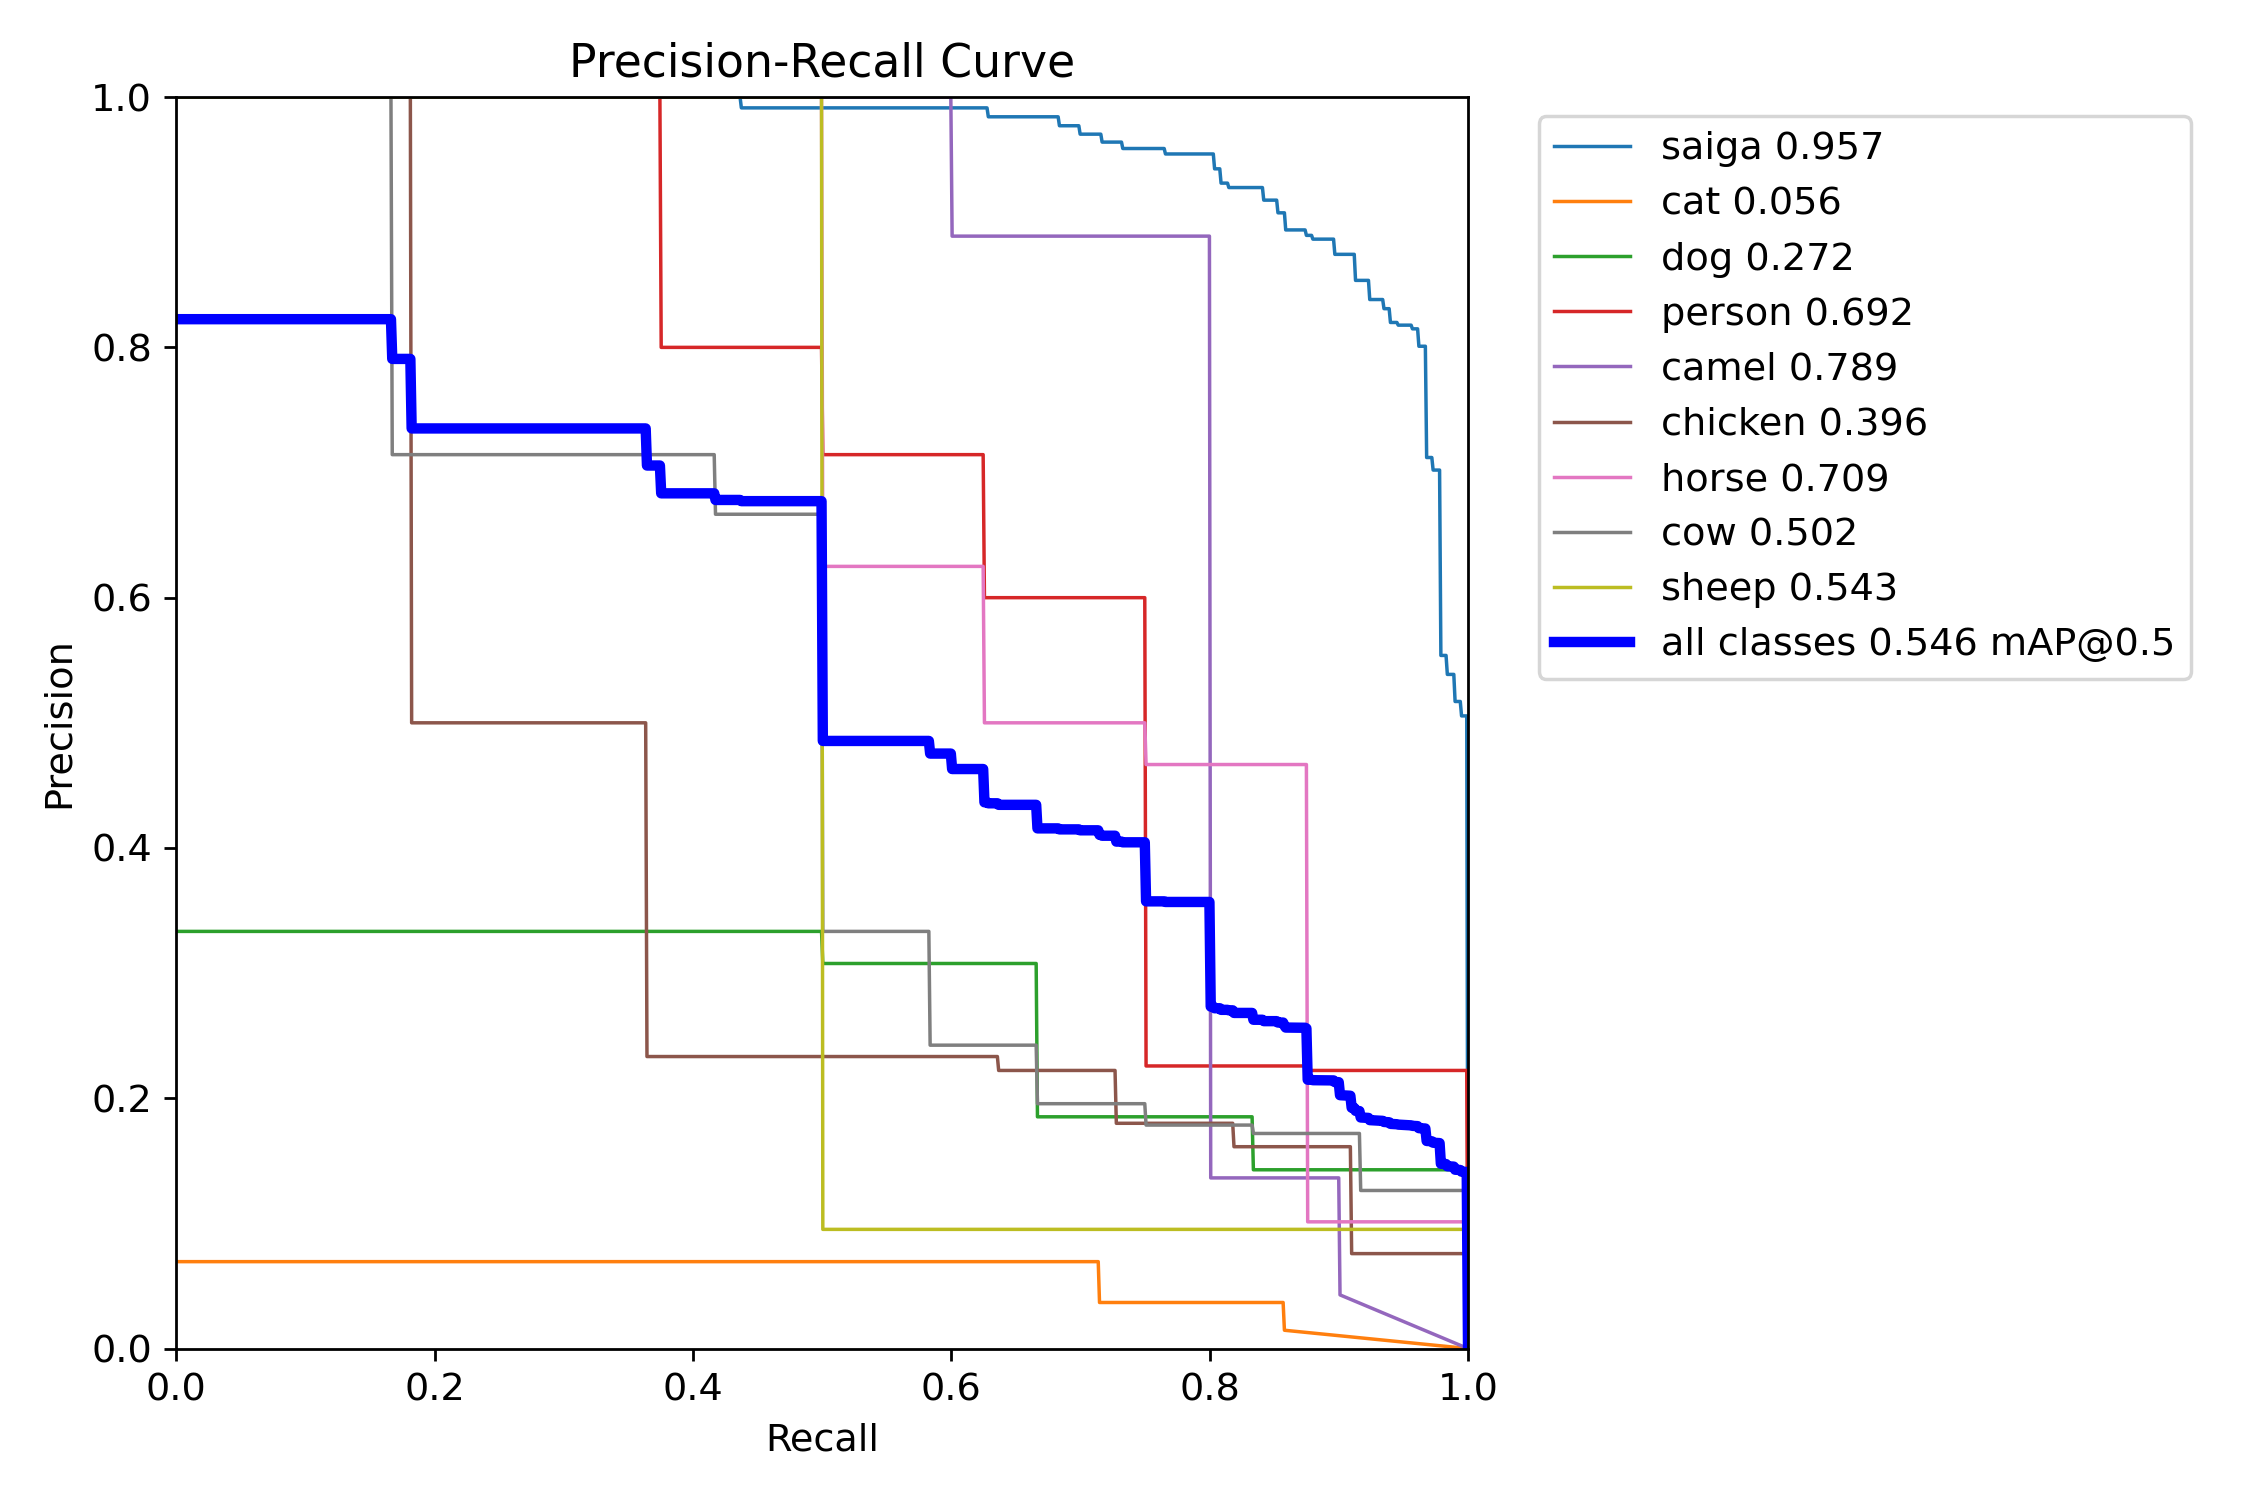 Precision-Recall Curve
1.0
0.8
0.6
0.4
0.2
0.0
Precision
0.0 0.2 0.4 0.6 0.8 1.0
Recall
saiga 0.957
cat 0.056
dog 0.272
person 0.692
camel 0.789
chicken 0.396
horse 0.709
cow 0.502
sheep 0.543
all classes 0.546 mAP@0.5